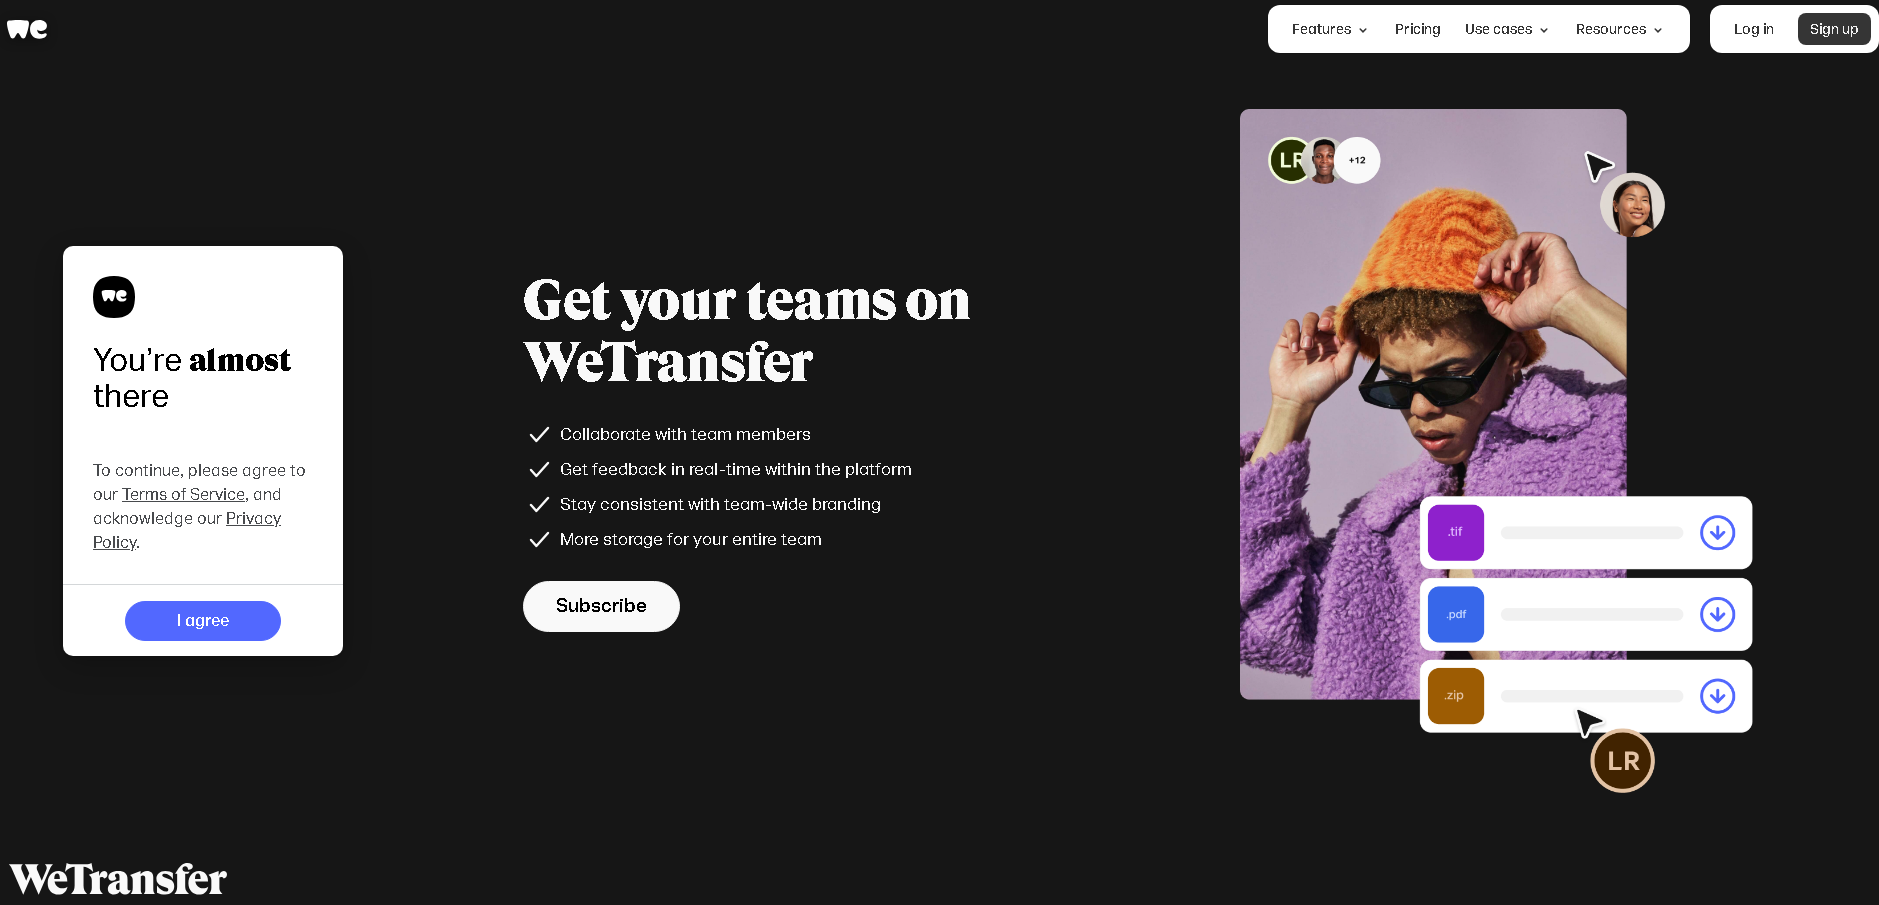 we
Features
Pricing
Use cases
Resources
Log in
Sign up
LR
+12
we
You're almost
there
To continue, please agree to
our Terms of Service, and
acknowledge our Privacy
Policy.
I agree
Get your teams on
WeTransfer
Collaborate with team members
Get feedback in real-time within the platform
Stay consistent with team-wide branding
More storage for your entire team
Subscribe
.tif
.pdf
.zip
LR
WeTransfer